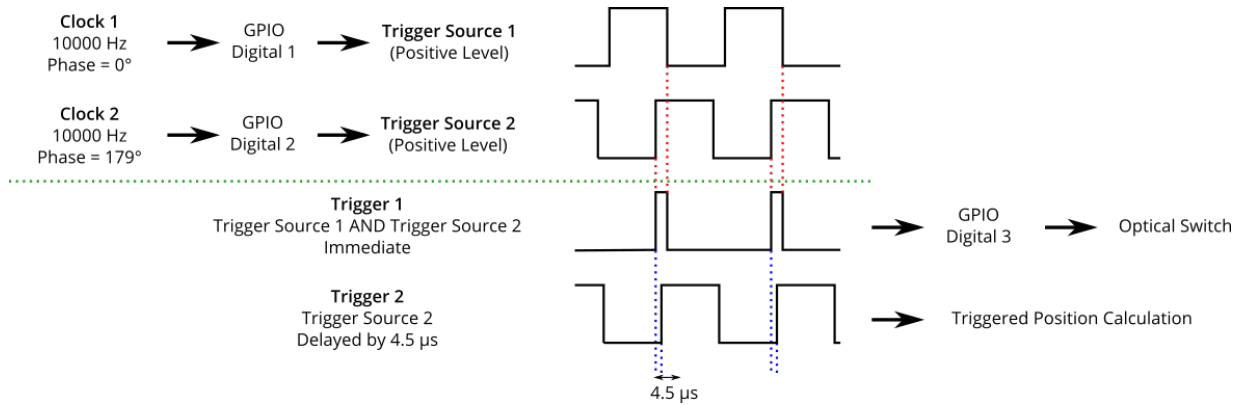 Clock 1
10000 Hz
Phase = 0°
GPIO
Digital 1
Trigger Source 1
(Positive Level)
Clock 2
10000 Hz
Phase = 179°
GPIO
Digital 2
Trigger Source 2
(Positive Level)
Trigger 1
Trigger Source 1 AND Trigger Source 2
Immediate
GPIO
Digital 3
Optical Switch
Trigger 2
Trigger Source 2
Delayed by 4.5 μs
Triggered Position Calculation
4.5 μs